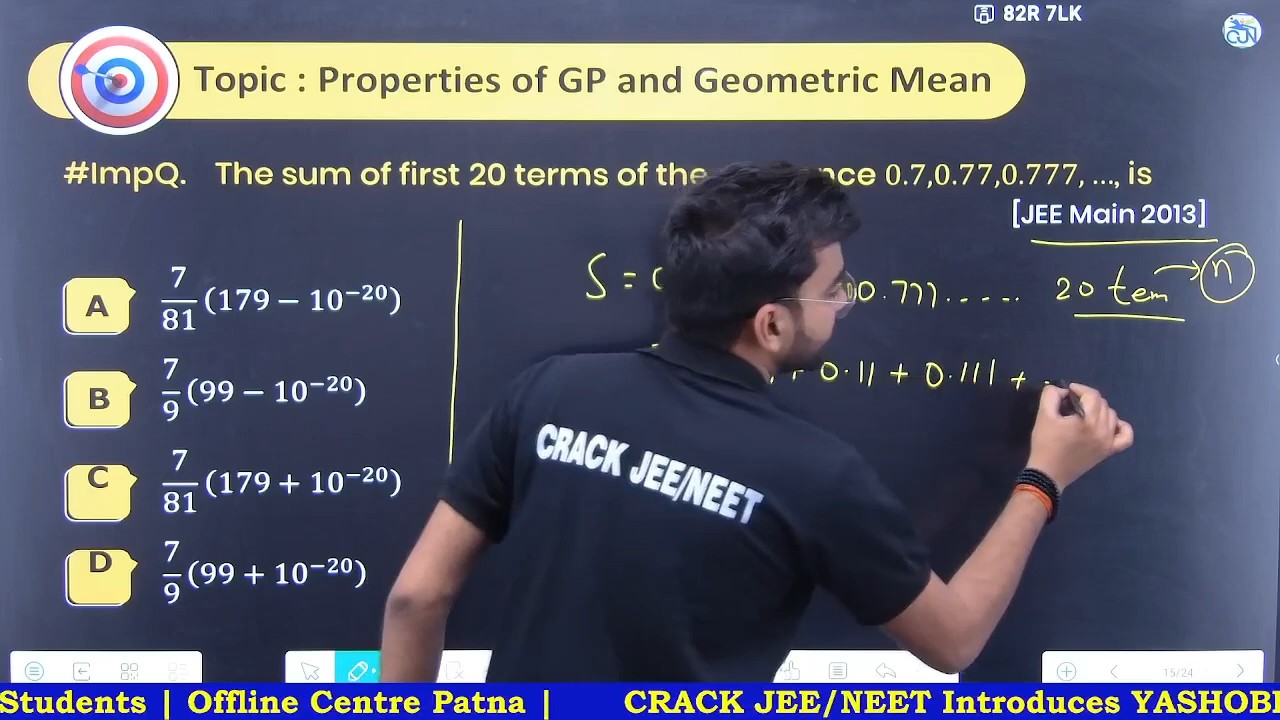 82R 7LK
Topic : Properties of GP and Geometric Mean
#ImpQ. The sum of first 20 terms of the nce 0.7,0.77,0.777, ..., is
[JEE Main 2013]
A 7/81 (179 − 10⁻²⁰)
B 7/9 (99 − 10⁻²⁰)
C 7/81 (179 + 10⁻²⁰)
D 7/9 (99 + 10⁻²⁰)
S = 0.777...... 20 tem → n
+ 0.11 + 0.111 +
CRACK JEE/NEET
15/24
Students | Offline Centre Patna | CRACK JEE/NEET Introduces YASHOB